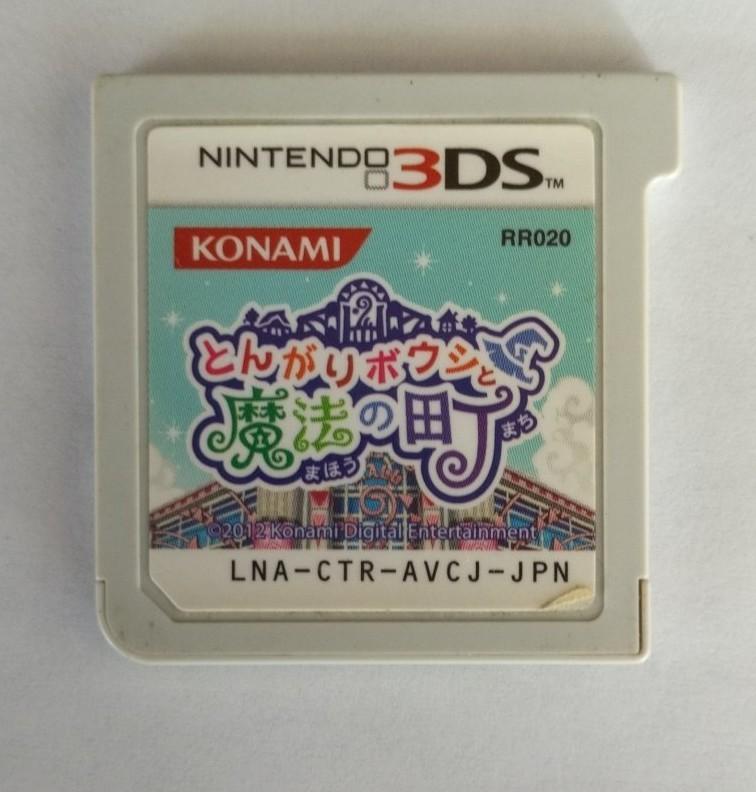 NINTENDO 3DS™
KONAMI
RR020
とんがりボウシと
魔法の町
まほう
まち
©2012 Konami Digital Entertainment
LNA-CTR-AVCJ-JPN